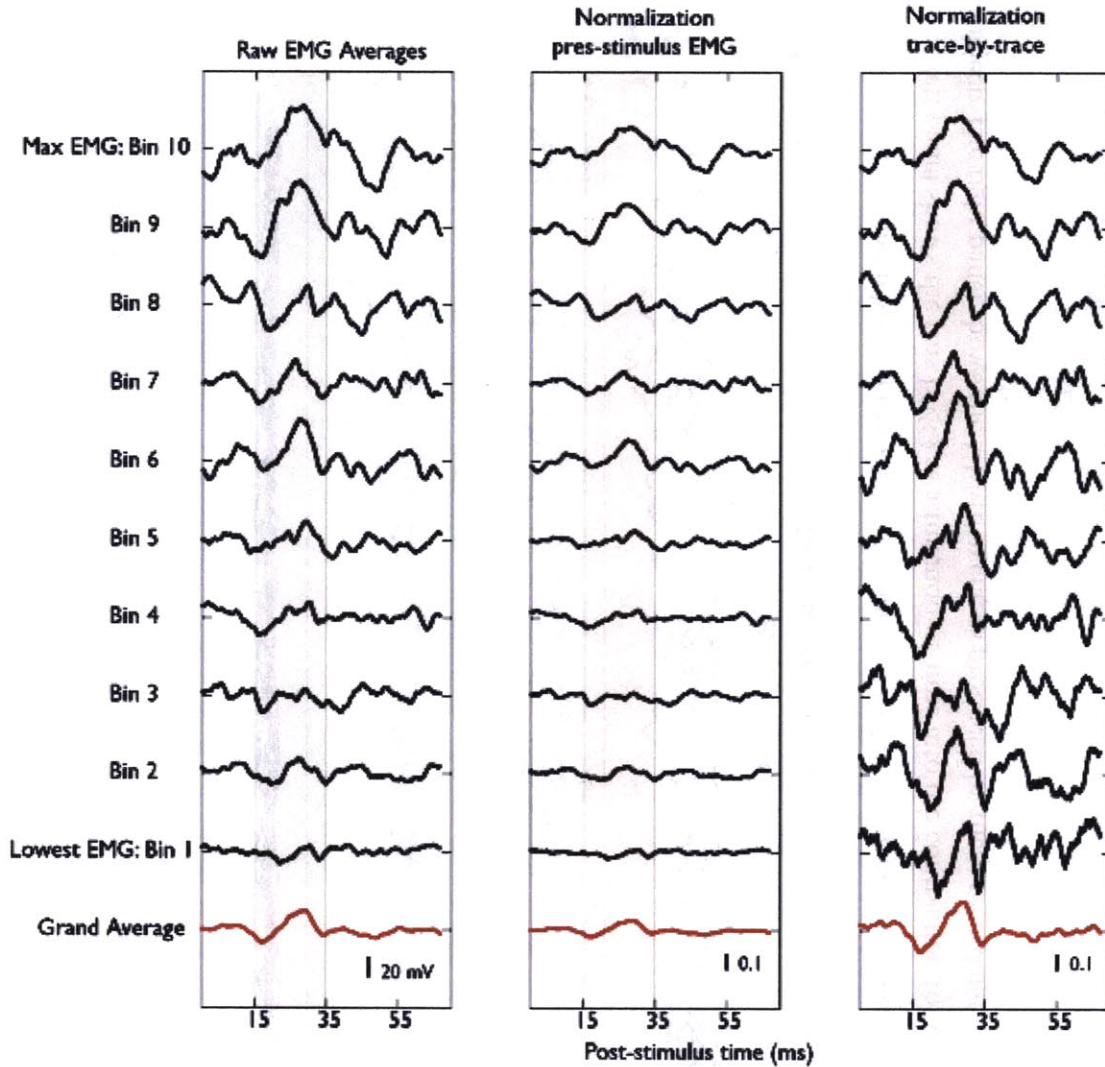 Raw EMG Averages
Normalization
pres-stimulus EMG
Normalization
trace-by-trace
Max EMG: Bin 10
Bin 9
Bin 8
Bin 7
Bin 6
Bin 5
Bin 4
Bin 3
Bin 2
Lowest EMG: Bin 1
Grand Average
20 mV
0.1
0.1
15 35 55
15 35 55
15 35 55
Post-stimulus time (ms)